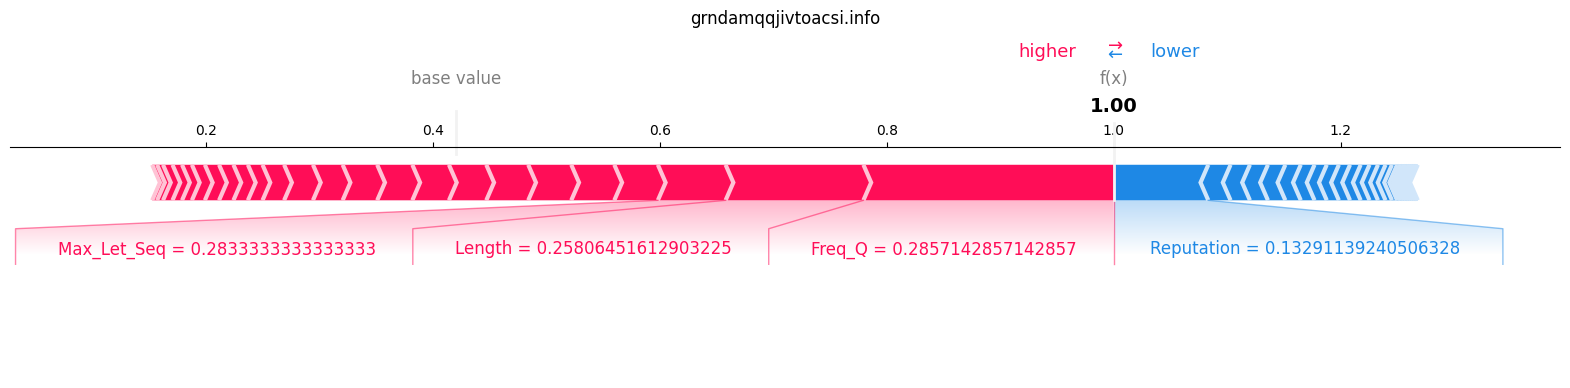 grndamqqjivtoacsi.info
higher ⇄ lower
base value f(x)
1.00
0.2 0.4 0.6 0.8 1.0 1.2
Max_Let_Seq = 0.2833333333333333 Length = 0.25806451612903225 Freq_Q = 0.2857142857142857 Reputation = 0.13291139240506328